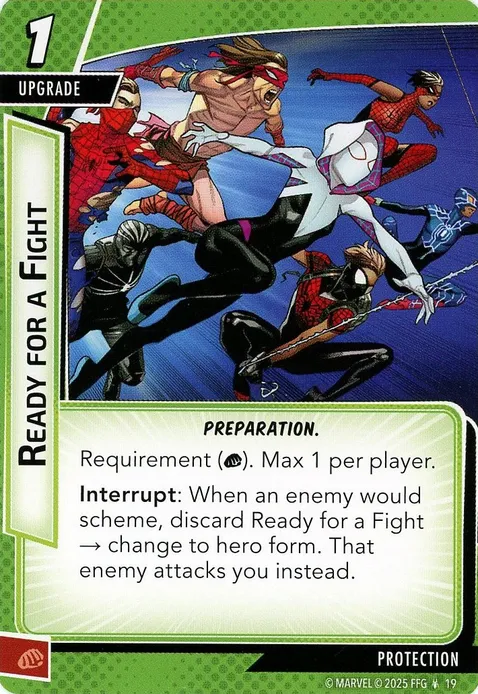 1
UPGRADE
READY FOR A FIGHT
PREPARATION.
Requirement (). Max 1 per player.
Interrupt: When an enemy would
scheme, discard Ready for a Fight
→ change to hero form. That
enemy attacks you instead.
PROTECTION
© MARVEL © 2025 FFG 19